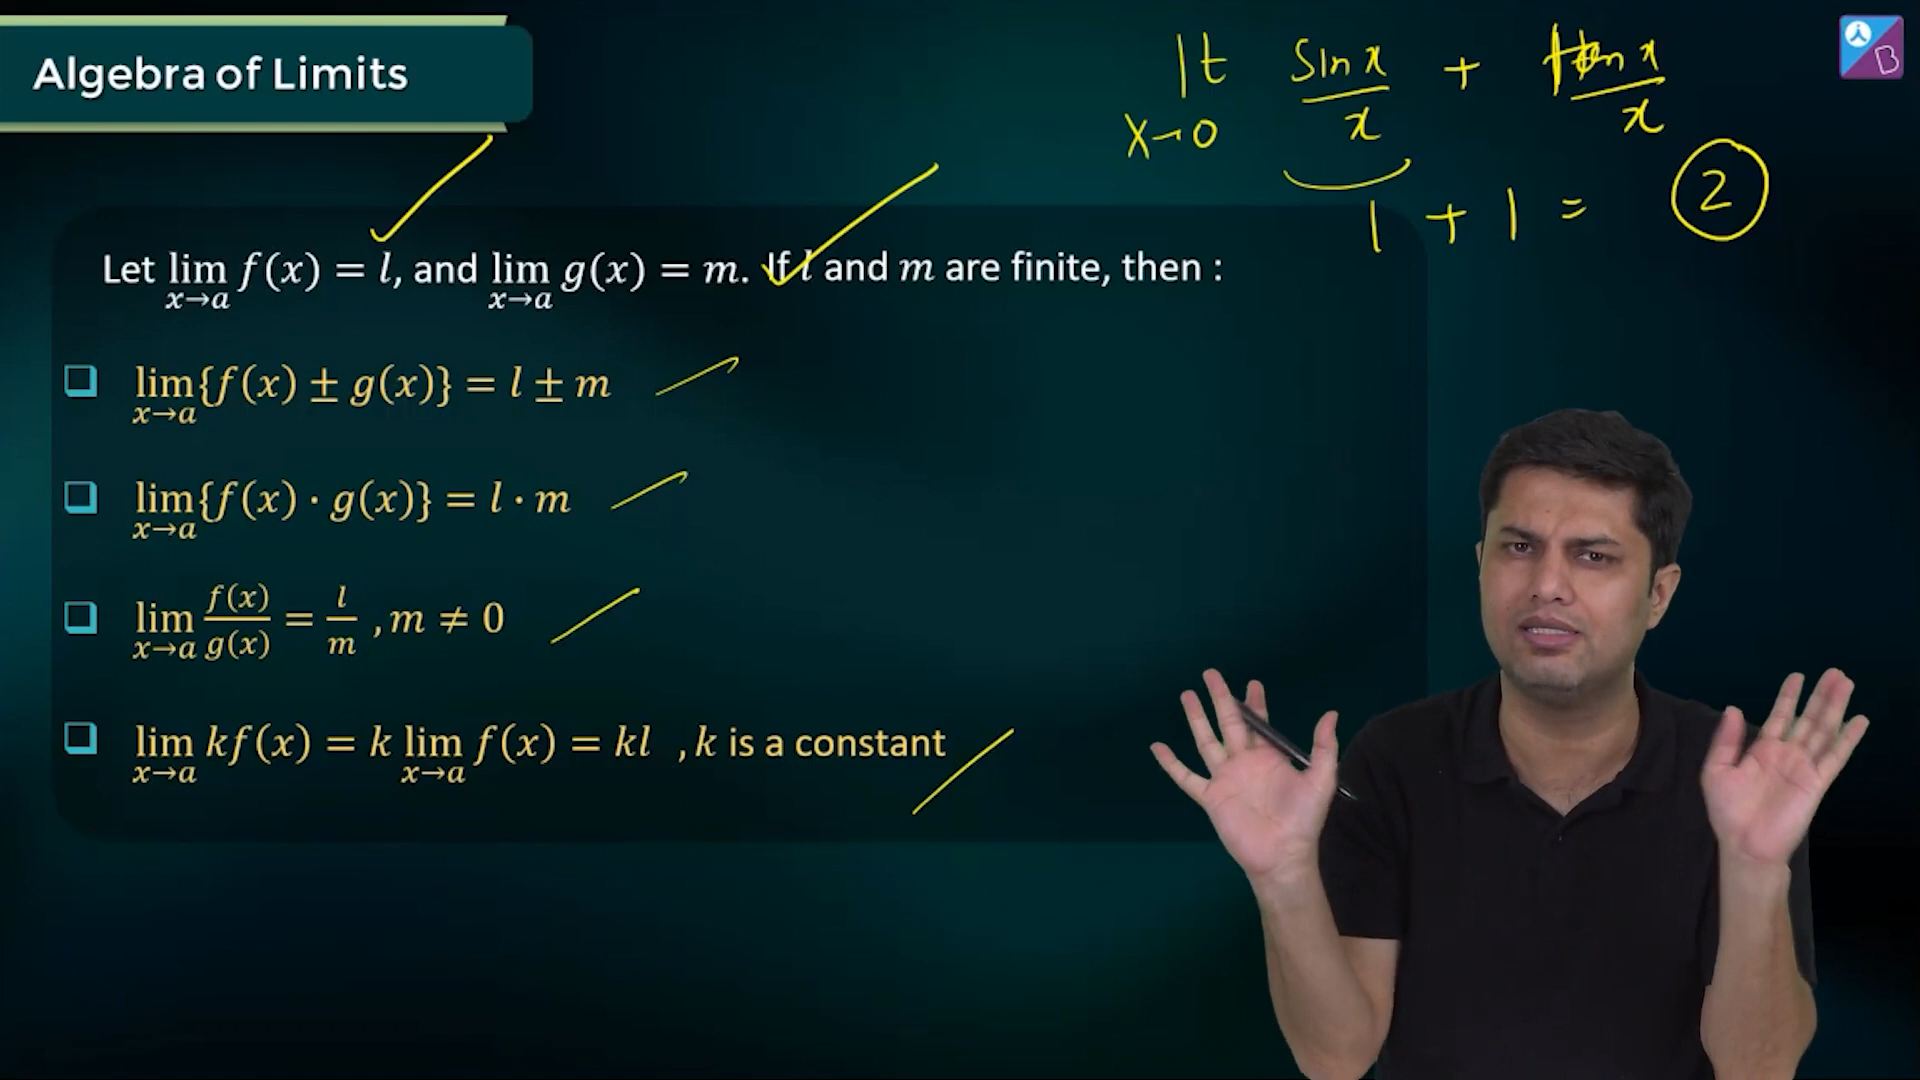 Algebra of Limits
lt sin x / x + tan x / x
x→0
1 + 1 = 2
B
Let lim x→a f(x) = l, and lim x→a g(x) = m. If l and m are finite, then :
❑ lim x→a {f(x) ± g(x)} = l ± m
❑ lim x→a {f(x) · g(x)} = l · m
❑ lim x→a f(x)/g(x) = l/m , m ≠ 0
❑ lim x→a kf(x) = k lim x→a f(x) = kl , k is a constant